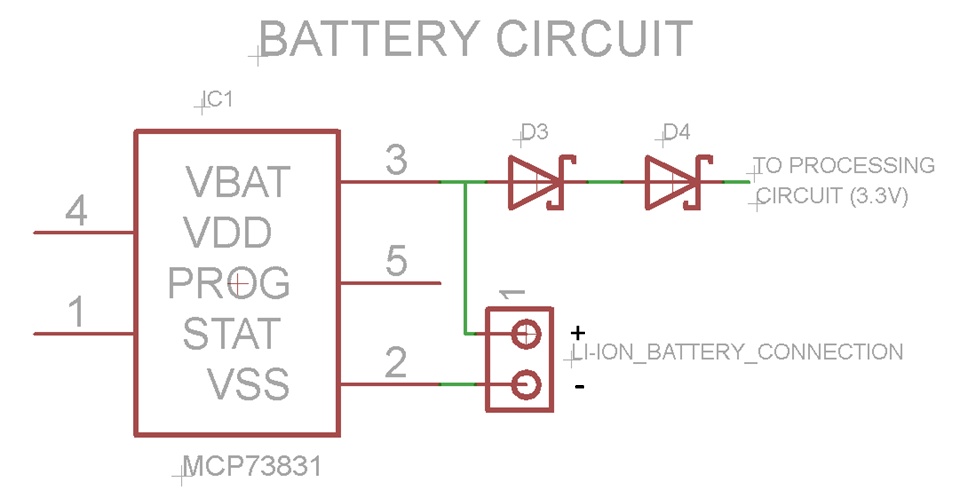 BATTERY CIRCUIT
IC1
D3
D4
3
VBAT
TO PROCESSING
CIRCUIT (3.3V)
4
VDD
5
PROG
1
1
STAT
+
LI-ION_BATTERY_CONNECTION
2
VSS
-
MCP73831